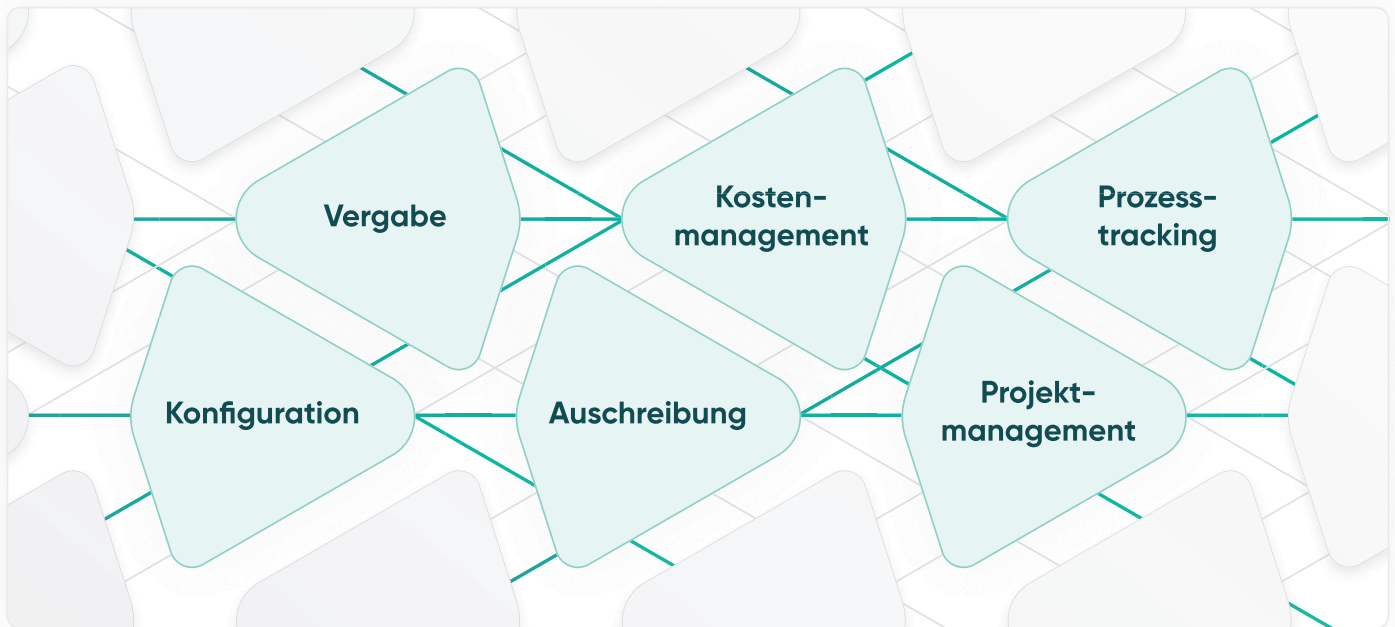 Vergabe
Kosten-
management
Prozess-
tracking
Konfiguration
Auschreibung
Projekt-
management